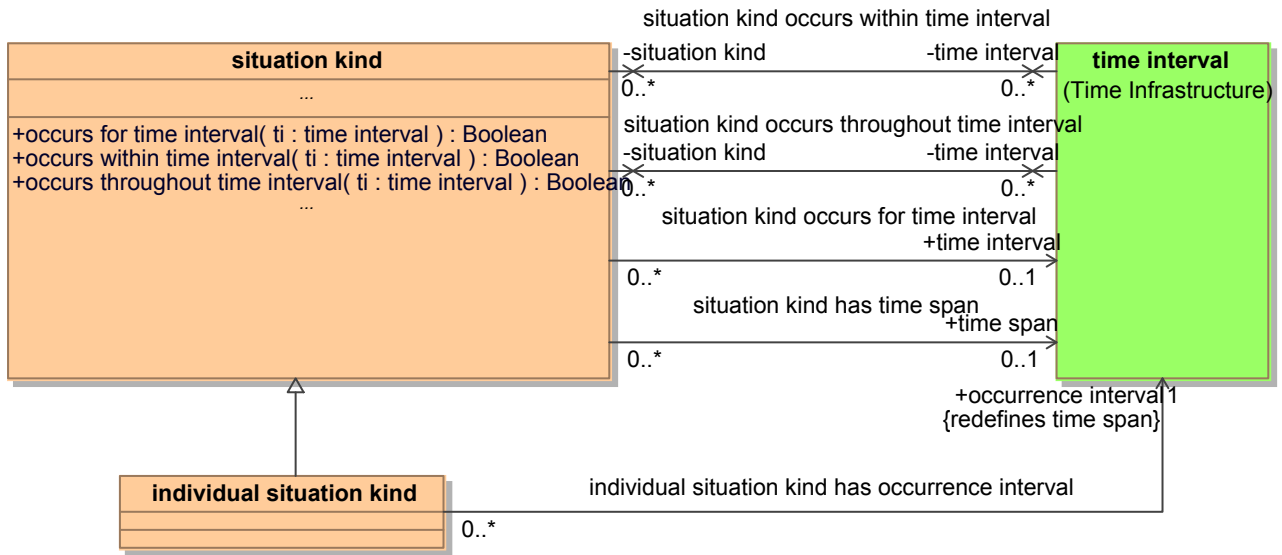 situation kind occurs within time interval
situation kind
...
+occurs for time interval( ti : time interval ) : Boolean
+occurs within time interval( ti : time interval ) : Boolean
+occurs throughout time interval( ti : time interval ) : Boolean
...
-situation kind
-time interval
0..*
0..*
time interval
(Time Infrastructure)
situation kind occurs throughout time interval
-situation kind
-time interval
0..*
0..*
situation kind occurs for time interval
+time interval
0..*
0..1
situation kind has time span
+time span
0..*
0..1
+occurrence interval 1
{redefines time span}
individual situation kind
individual situation kind has occurrence interval
0..*